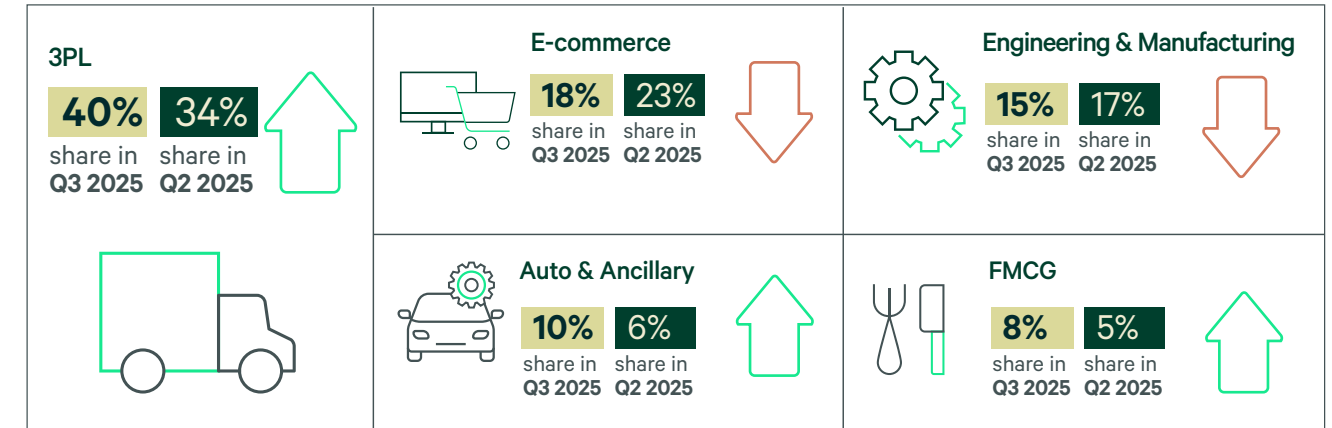 3PL
40% 34%
share in share in
Q3 2025 Q2 2025
E-commerce
18% 23%
share in share in
Q3 2025 Q2 2025
Engineering & Manufacturing
15% 17%
share in share in
Q3 2025 Q2 2025
Auto & Ancillary
10% 6%
share in share in
Q3 2025 Q2 2025
FMCG
8% 5%
share in share in
Q3 2025 Q2 2025